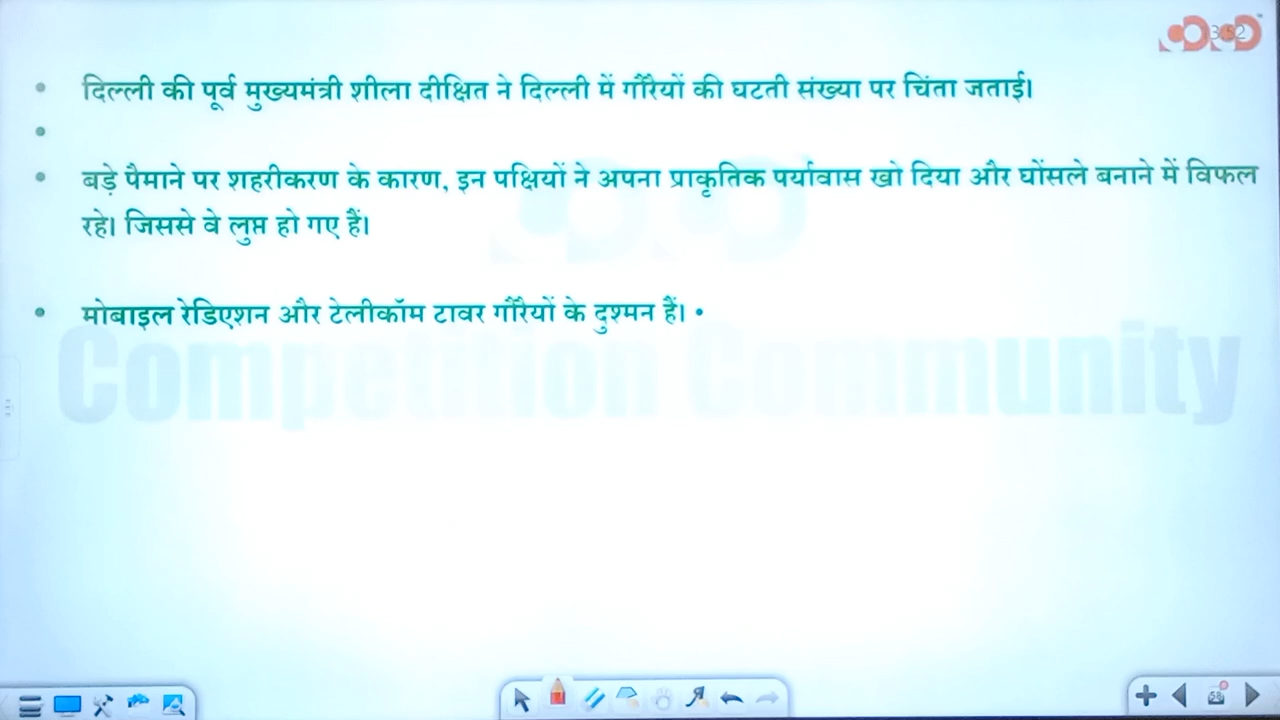 दिल्ली की पूर्व मुख्यमंत्री शीला दीक्षित ने दिल्ली में गौरैयों की घटती संख्या पर चिंता जताई।
बड़े पैमाने पर शहरीकरण के कारण, इन पक्षियों ने अपना प्राकृतिक पर्यावास खो दिया और घोंसले बनाने में विफल
रहे। जिससे वे लुप्त हो गए हैं।
मोबाइल रेडिएशन और टेलीकॉम टावर गौरैयों के दुश्मन हैं। •
Competition Community
58